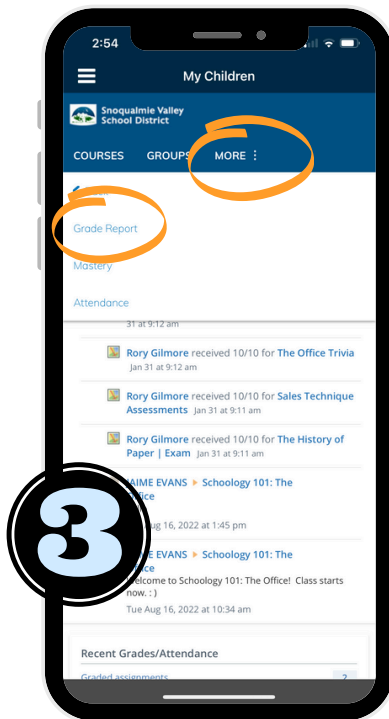 2:54
My Children
Snoqualmie Valley
School District
COURSES GROUPS MORE
Grade Report
Mastery
Attendance
31 at 9:12 am
Rory Gilmore received 10/10 for The Office Trivia
Jan 31 at 9:12 am
Rory Gilmore received 10/10 for Sales Technique
Assessments Jan 31 at 9:11 am
Rory Gilmore received 10/10 for The History of
Paper | Exam Jan 31 at 9:11 am
EVANS Schoology 101: The
Aug 16, 2022 at 1:45 pm
EVANS Schoology 101: The
Welcome to Schoology 101: The Office! Class starts
now. : )
Tue Aug 16, 2022 at 10:34 am
3
Recent Grades/Attendance
Graded assignments 2